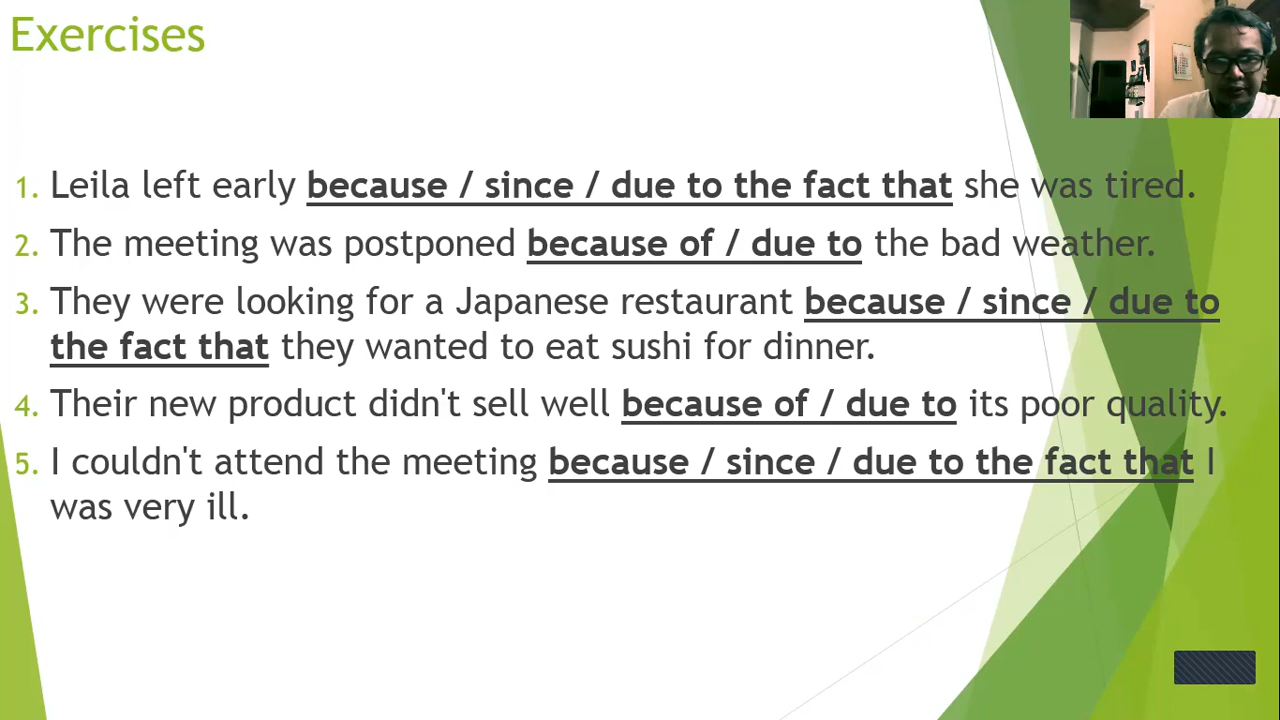 Exercises
1. Leila left early because / since / due to the fact that she was tired.
2. The meeting was postponed because of / due to the bad weather.
3. They were looking for a Japanese restaurant because / since / due to
the fact that they wanted to eat sushi for dinner.
4. Their new product didn't sell well because of / due to its poor quality.
5. I couldn't attend the meeting because / since / due to the fact that I
was very ill.